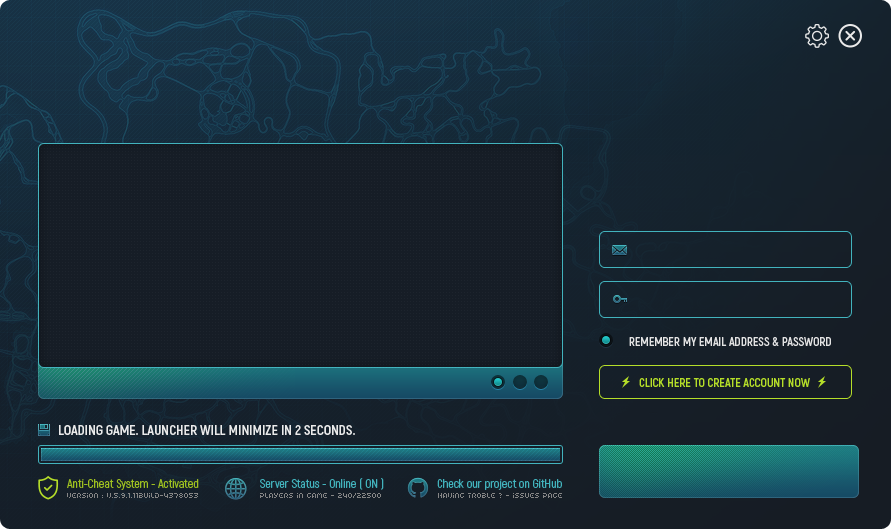 REMEMBER MY EMAIL ADDRESS & PASSWORD
CLICK HERE TO CREATE ACCOUNT NOW
LOADING GAME. LAUNCHER WILL MINIMIZE IN 2 SECONDS.
Anti-Cheat System - Activated
VERSION : V.5.9.1.11BUILD-4378053
Server Status - Online ( ON )
PLAYERS IN GAME - 240/22500
Check our project on GitHub
HAVING TROBLE ? - ISSUES PAGE